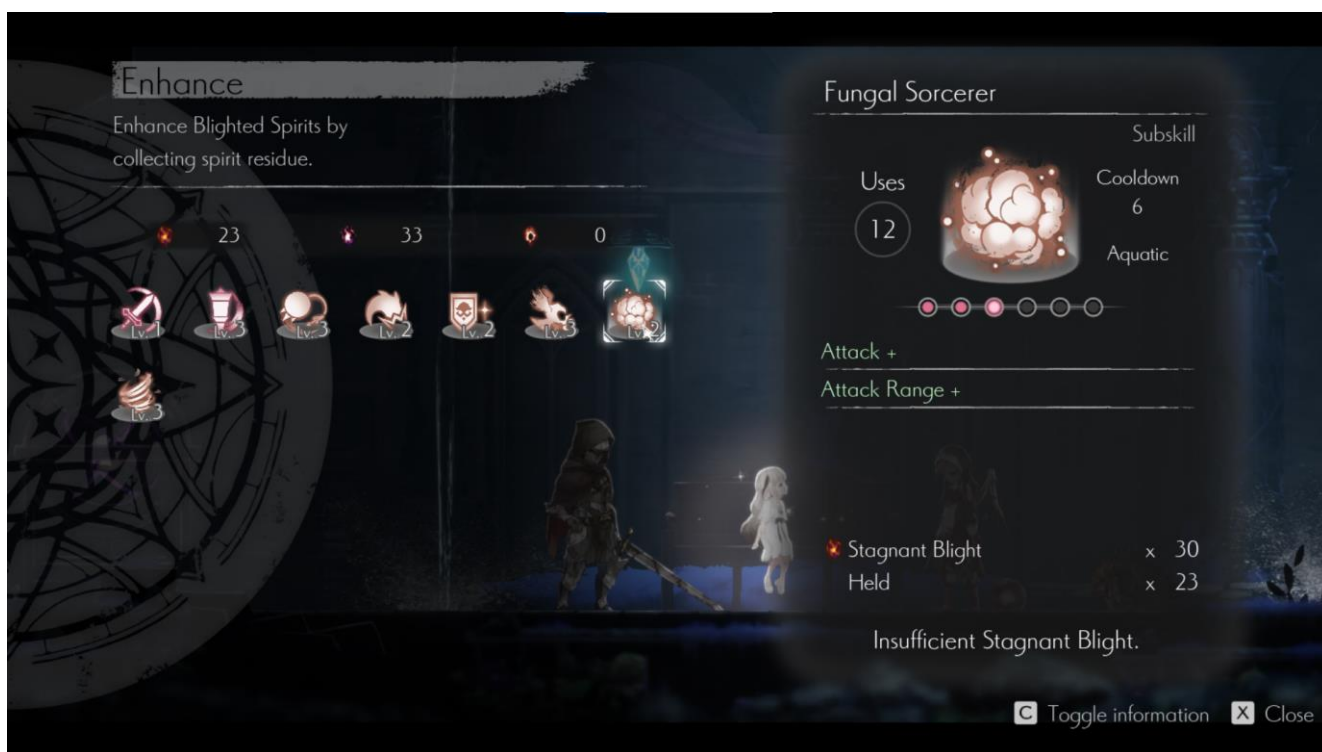 Enhance
Enhance Blighted Spirits by
collecting spirit residue.
23 33 0
Lv. 1 Lv. 3 Lv. 3 Lv. 2 Lv. 2 Lv. 3 Lv. 2
Lv. 3
Fungal Sorcerer
Subskill
Uses
12
Cooldown
6
Aquatic
Attack +
Attack Range +
Stagnant Blight x 30
Held x 23
Insufficient Stagnant Blight.
C Toggle information X Close